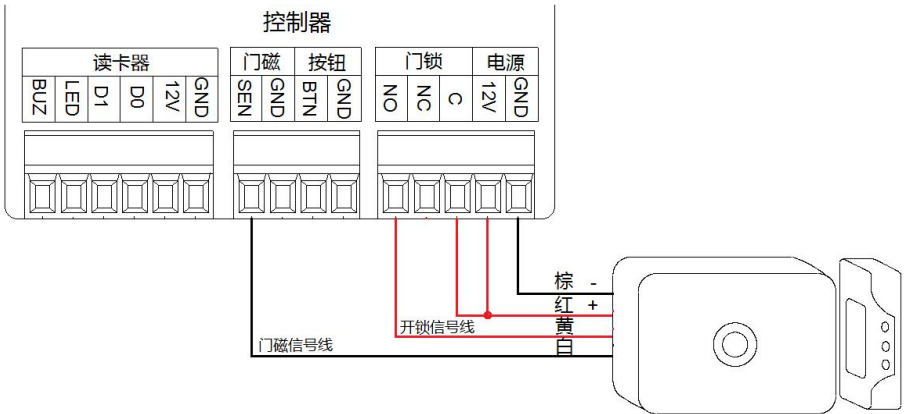 控制器
读卡器 门磁 按钮 门锁 电源
BUZ LED D1 D0 12V GND SEN GND BTN GND NO NC C 12V GND
棕 -
红 +
开锁信号线 黄
门磁信号线 白